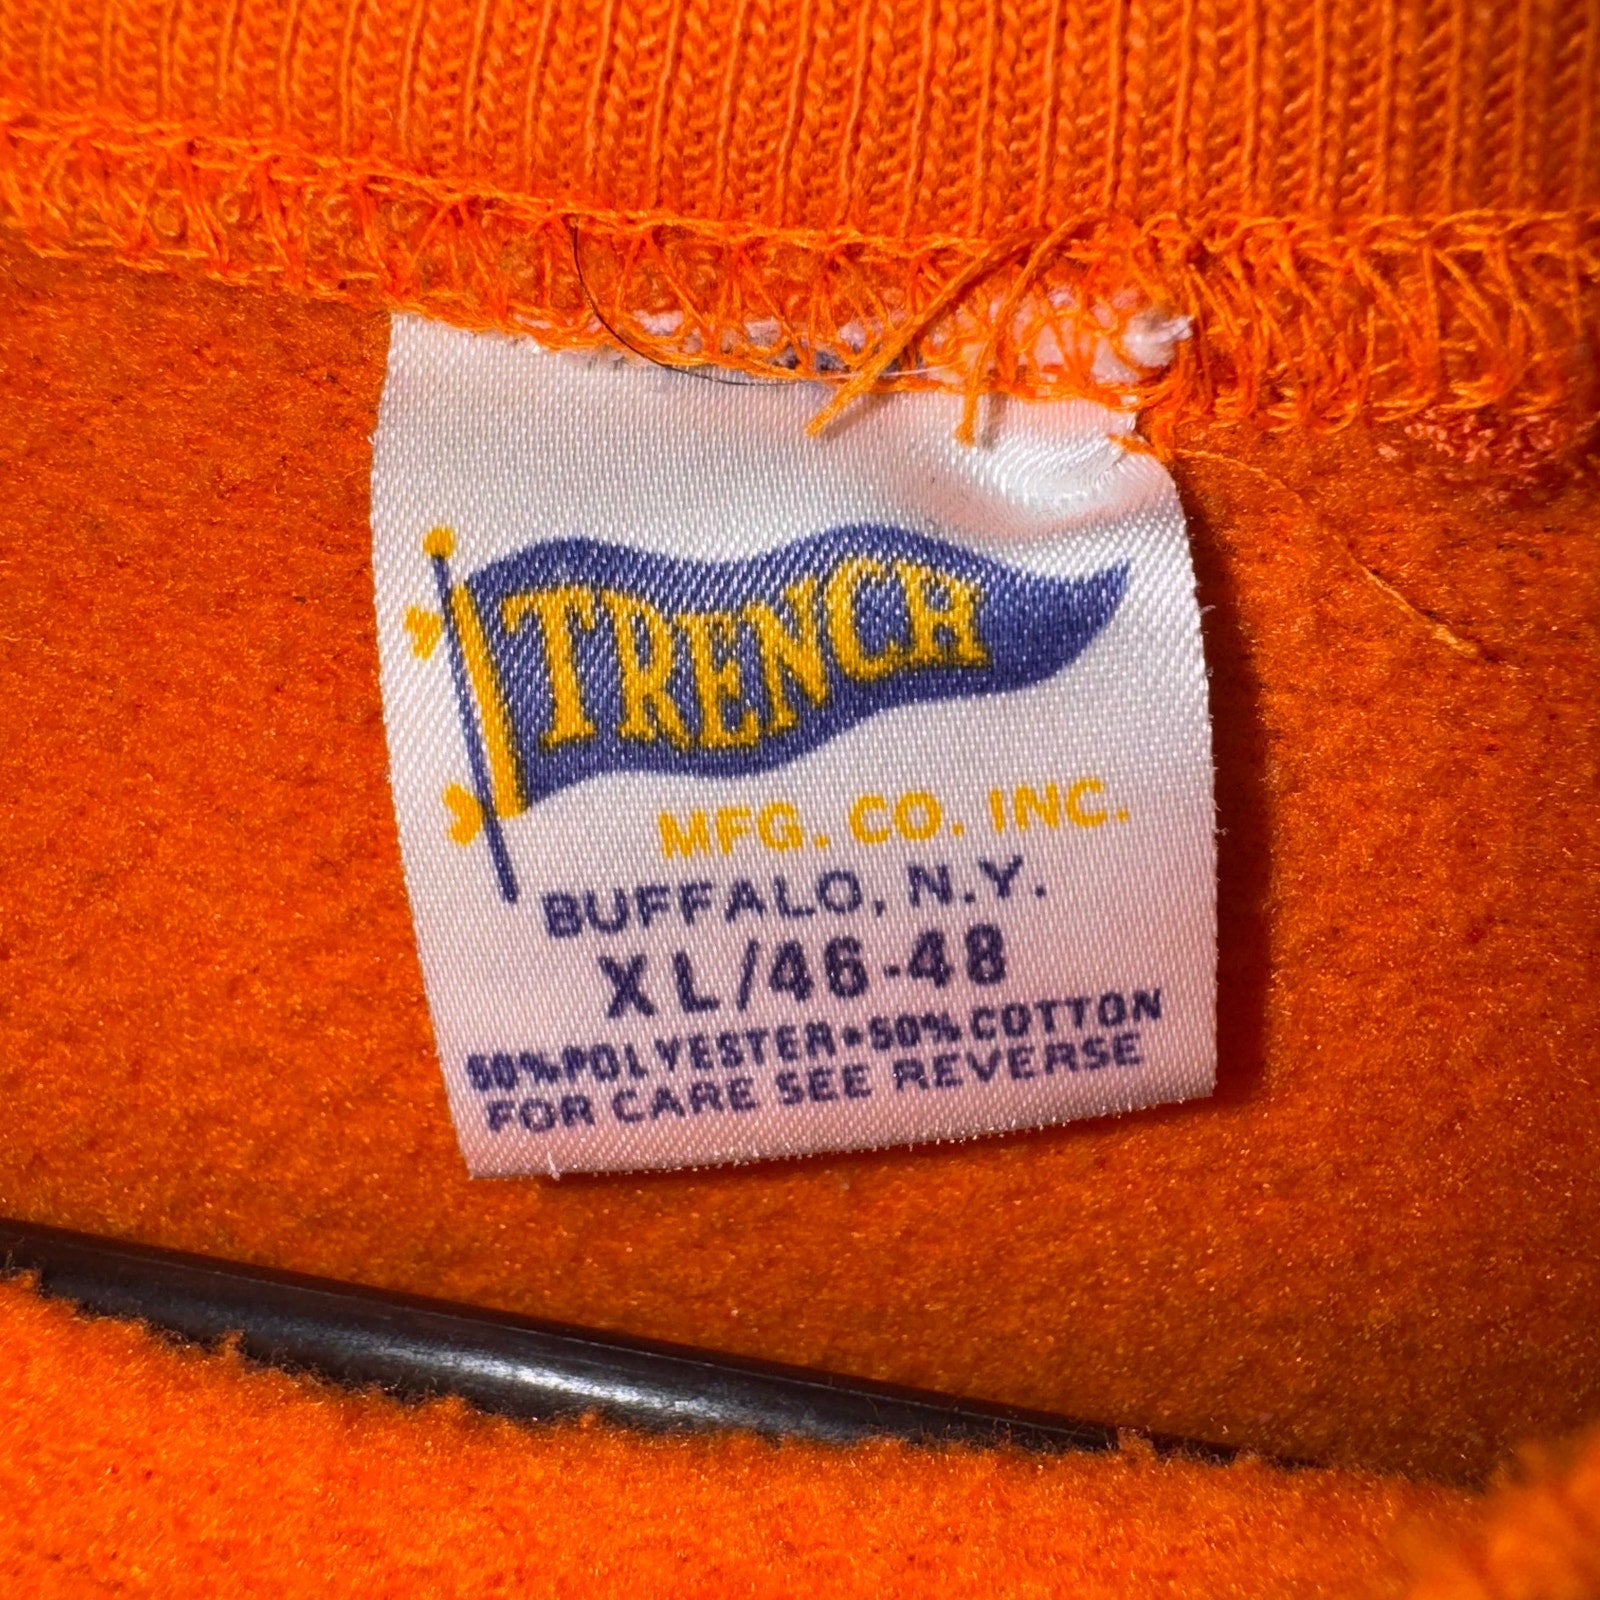 TRENCH
MFG. CO. INC.
BUFFALO, N.Y.
XL/46-48
50% POLYESTER•50% COTTON
FOR CARE SEE REVERSE